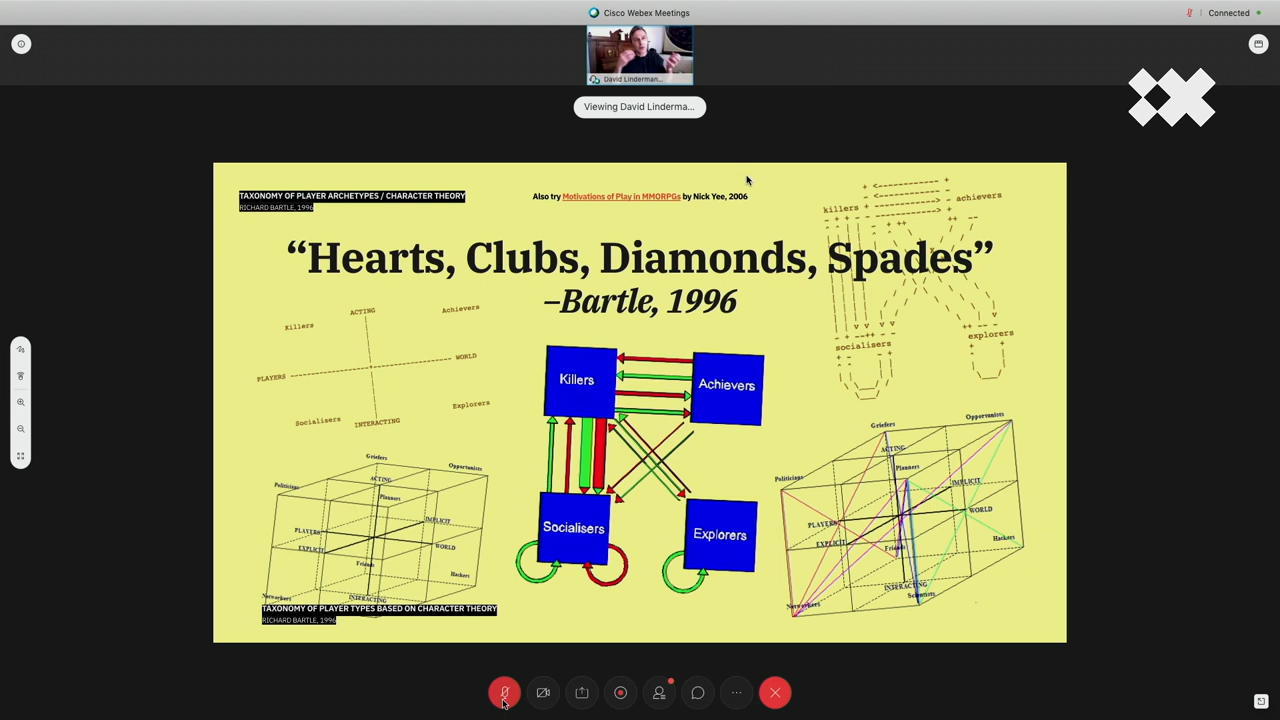 Cisco Webex Meetings
Connected
David Linderman...
Viewing David Linderma...
TAXONOMY OF PLAYER ARCHETYPES / CHARACTER THEORY
RICHARD BARTLE, 1996
Also try Motivations of Play in MMORPGs by Nick Yee, 2006
killers
achievers
“Hearts, Clubs, Diamonds, Spades”
–Bartle, 1996
socialisers
explorers
ACTING
Killers
Achievers
PLAYERS
WORLD
Socialisers
INTERACTING
Explorers
Killers
Achievers
Socialisers
Explorers
Griefers
Opportunists
ACTING
Politicians
Planners
IMPLICIT
PLAYERS
WORLD
EXPLICIT
Friends
Hackers
Networkers
INTERACTING
TAXONOMY OF PLAYER TYPES BASED ON CHARACTER THEORY
RICHARD BARTLE, 1996
Griefers
Opportunists
ACTING
Planners
Politicians
IMPLICIT
WORLD
PLAYERS
EXPLICIT
Friends
Hackers
INTERACTING
Scientists
Networkers